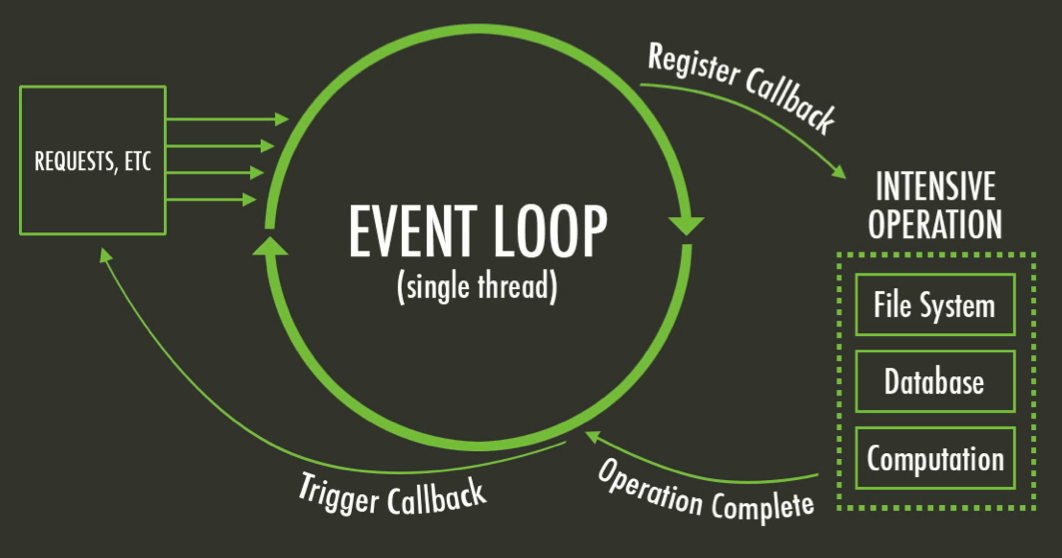 REQUESTS, ETC
EVENT LOOP
(single thread)
Register Callback
INTENSIVE
OPERATION
File System
Database
Computation
Operation Complete
Trigger Callback